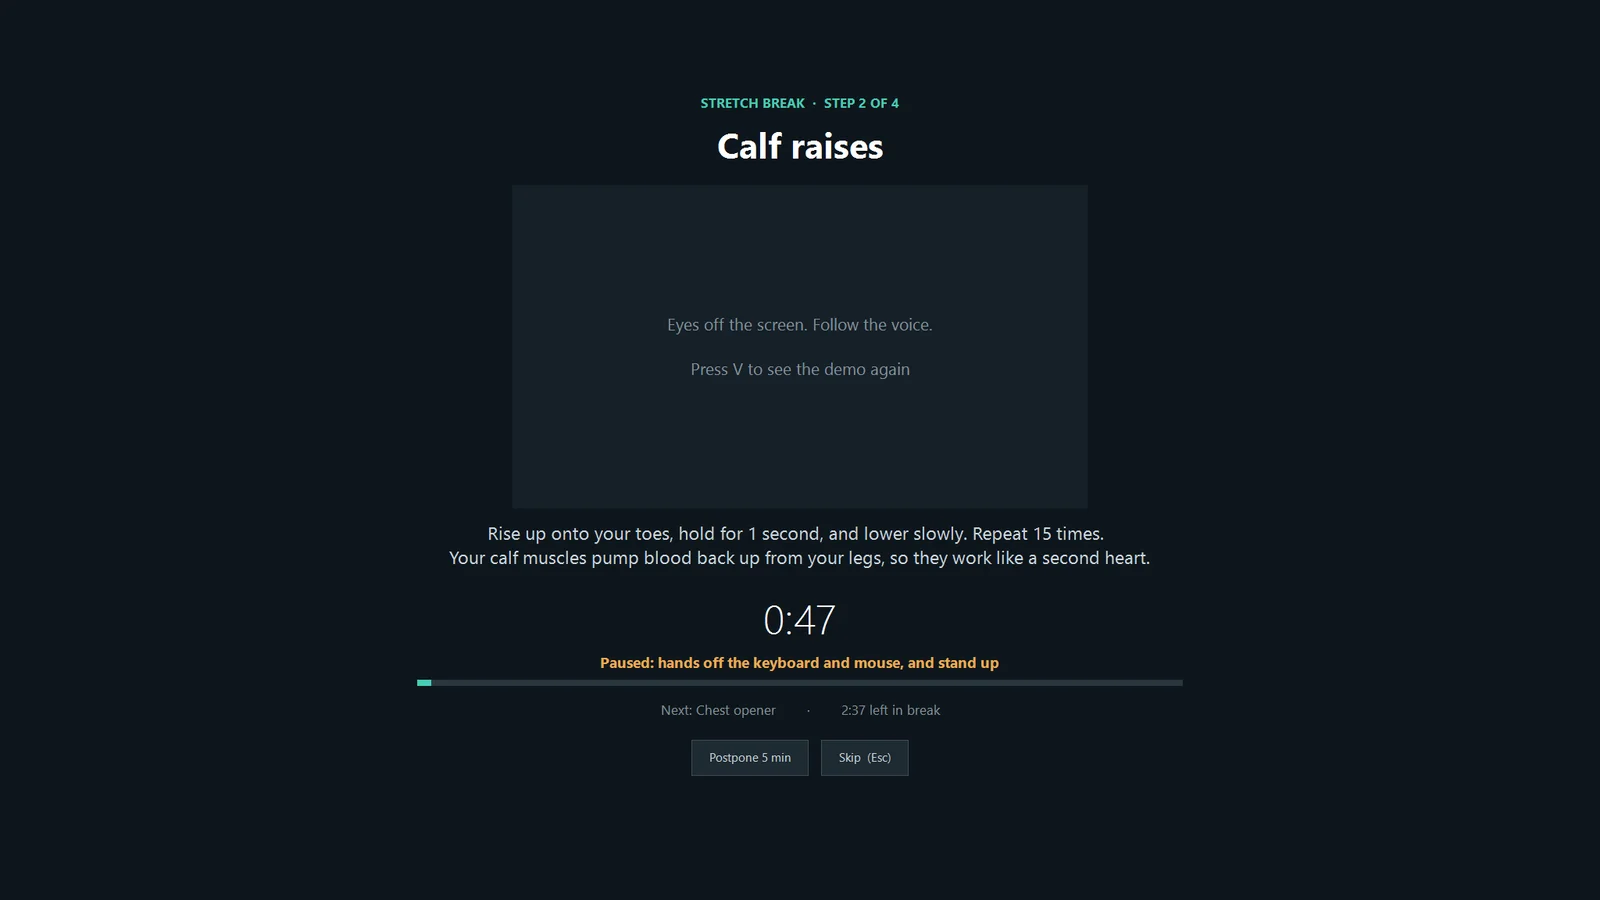 STRETCH BREAK · STEP 2 OF 4
Calf raises
Eyes off the screen. Follow the voice.
Press V to see the demo again
Rise up onto your toes, hold for 1 second, and lower slowly. Repeat 15 times.
Your calf muscles pump blood back up from your legs, so they work like a second heart.
0:47
Paused: hands off the keyboard and mouse, and stand up
Next: Chest opener · 2:37 left in break
Postpone 5 min Skip (Esc)